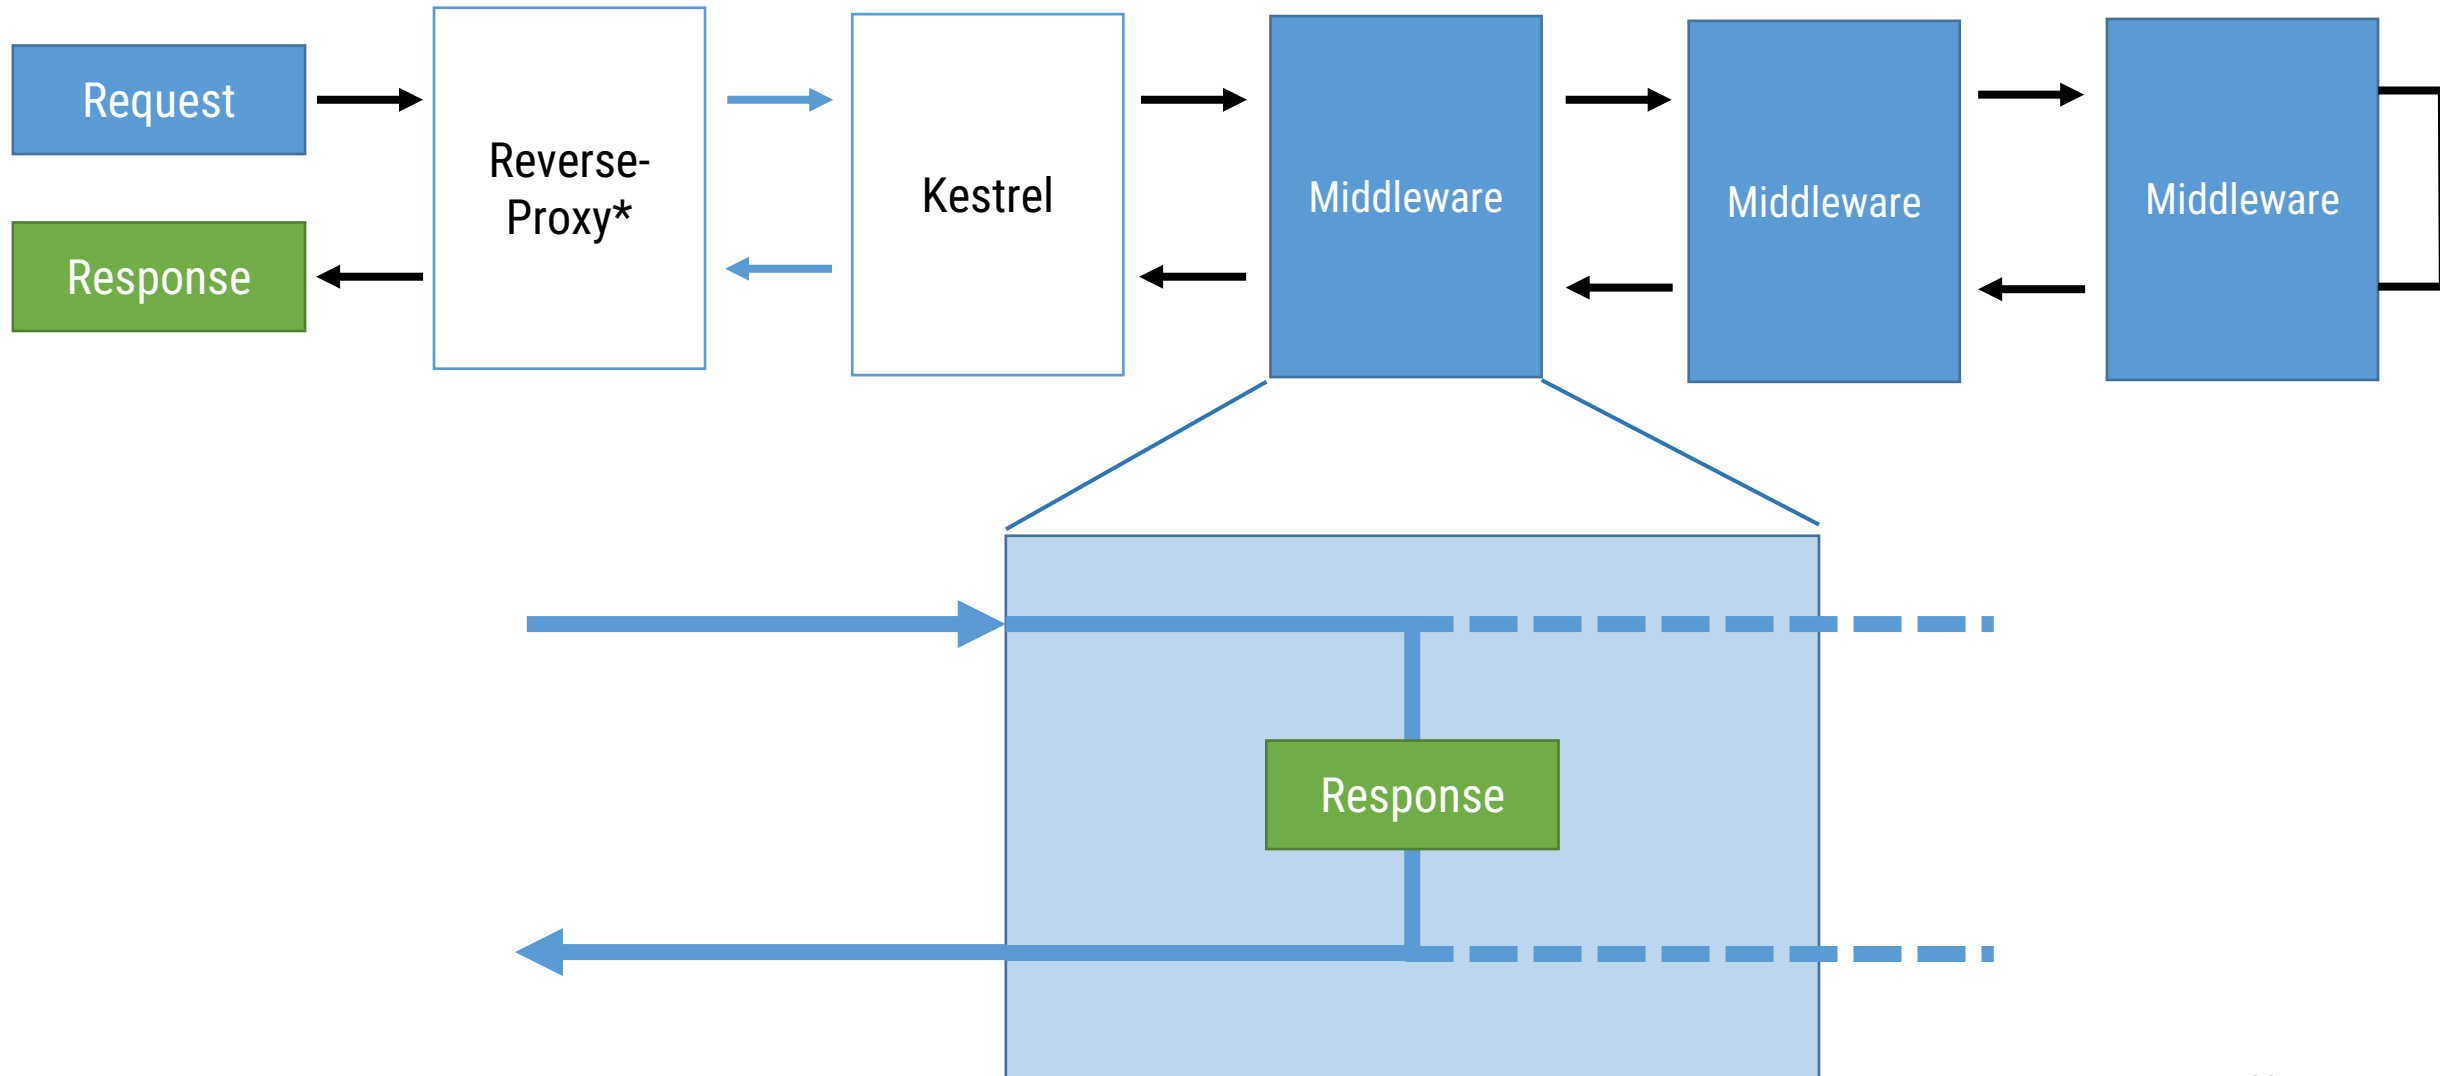 Request
Response
Reverse-
Proxy*
Kestrel
Middleware
Middleware
Middleware
Response